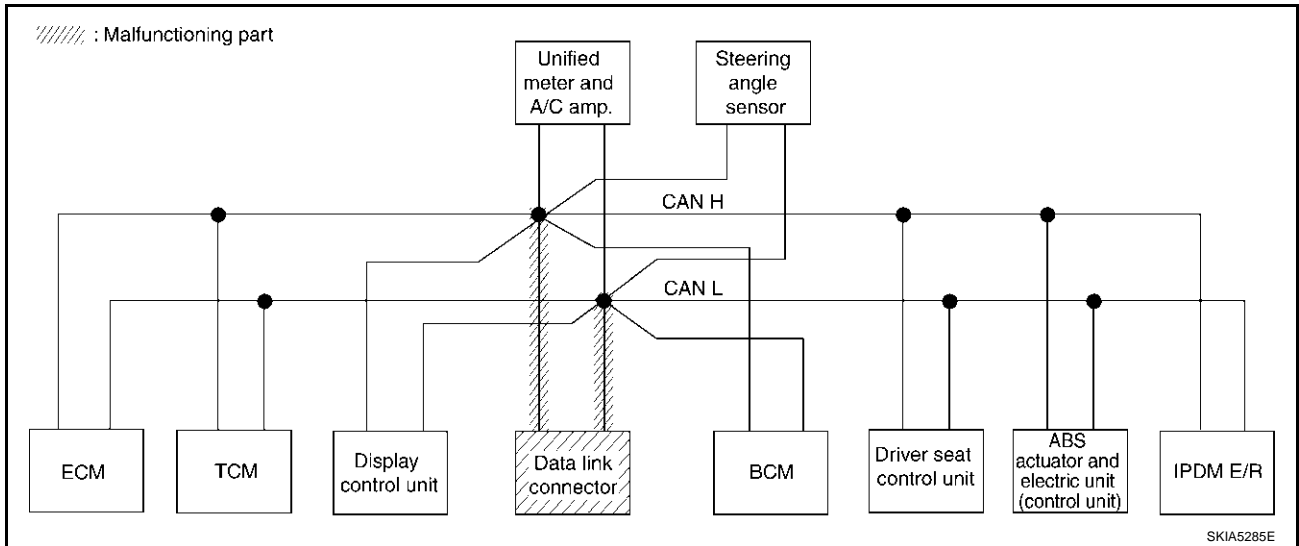 : Malfunctioning part
Unified
meter and
A/C amp.
Steering
angle
sensor
CAN H
CAN L
ECM
TCM
Display
control unit
Data link
connector
BCM
Driver seat
control unit
ABS
actuator and
electric unit
(control unit)
IPDM E/R
SKIA5285E